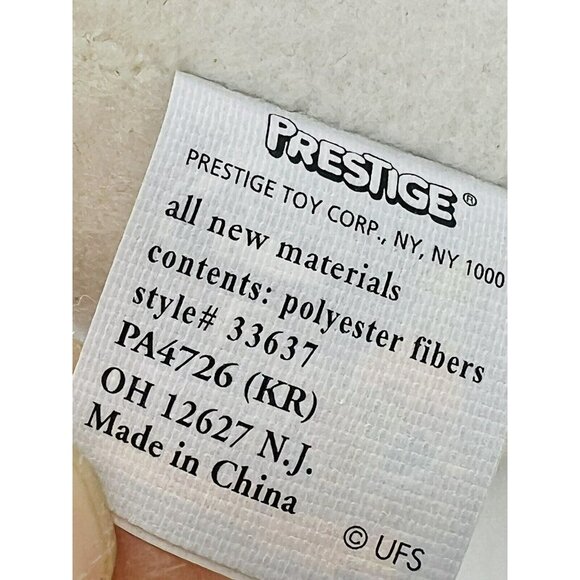 PRESTIGE®
PRESTIGE TOY CORP., NY, NY 1000
all new materials
contents: polyester fibers
style# 33637
PA4726 (KR)
OH 12627 N.J.
Made in China
© UFS